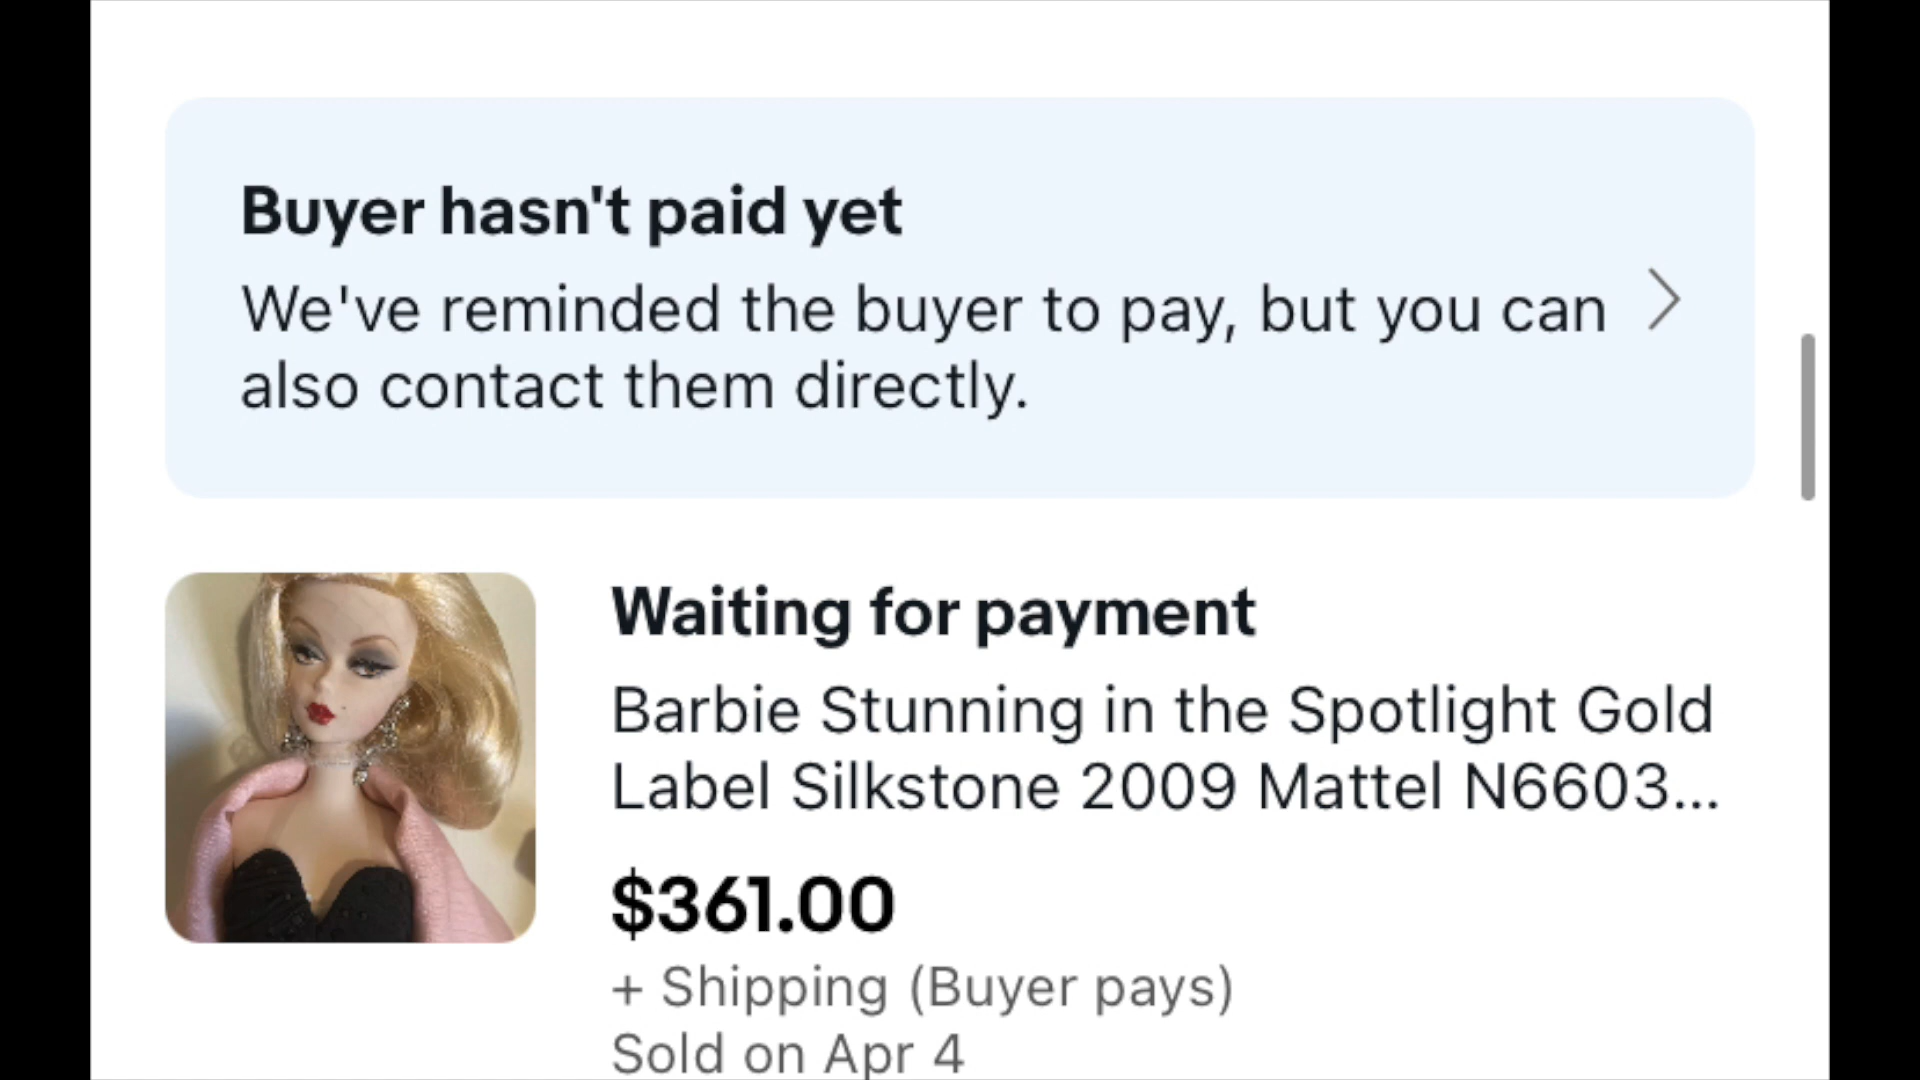 Buyer hasn't paid yet
We've reminded the buyer to pay, but you can
also contact them directly.
Waiting for payment
Barbie Stunning in the Spotlight Gold
Label Silkstone 2009 Mattel N6603...
$361.00
+ Shipping (Buyer pays)
Sold on Apr 4